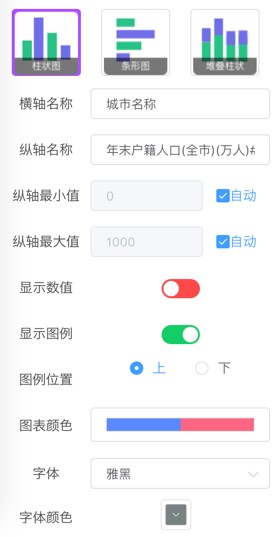 柱状图 条形图 堆叠柱状
横轴名称 城市名称
纵轴名称 年末户籍人口(全市)(万人)
纵轴最小值 0 自动
纵轴最大值 1000 自动
显示数值
显示图例
图例位置 上 下
图表颜色
字体 雅黑
字体颜色